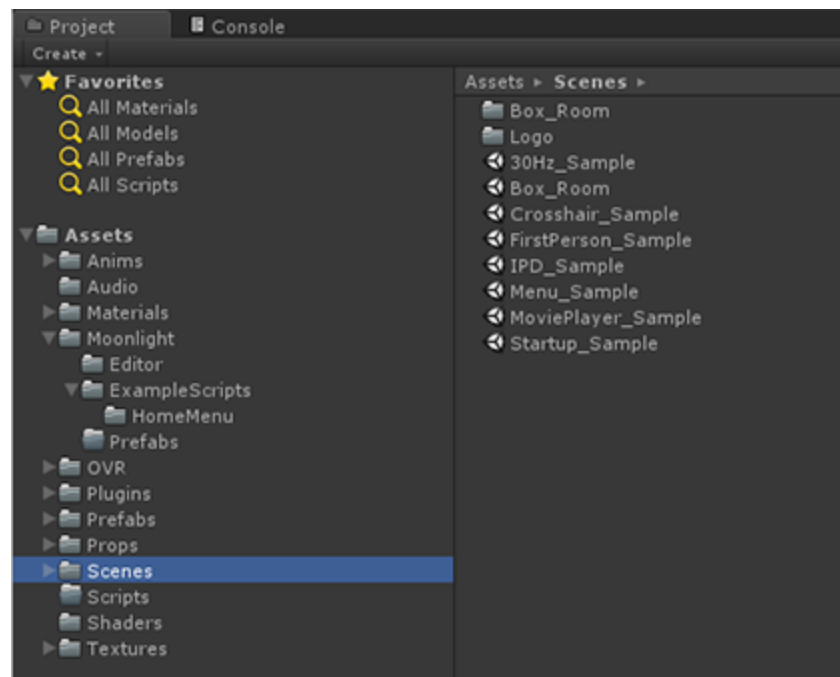 Project
Console
Create
Favorites
All Materials
All Models
All Prefabs
All Scripts
Assets
Anims
Audio
Materials
Moonlight
Editor
ExampleScripts
HomeMenu
Prefabs
OVR
Plugins
Prefabs
Props
Scenes
Scripts
Shaders
Textures
Assets ▸ Scenes ▸
Box_Room
Logo
30Hz_Sample
Box_Room
Crosshair_Sample
FirstPerson_Sample
IPD_Sample
Menu_Sample
MoviePlayer_Sample
Startup_Sample